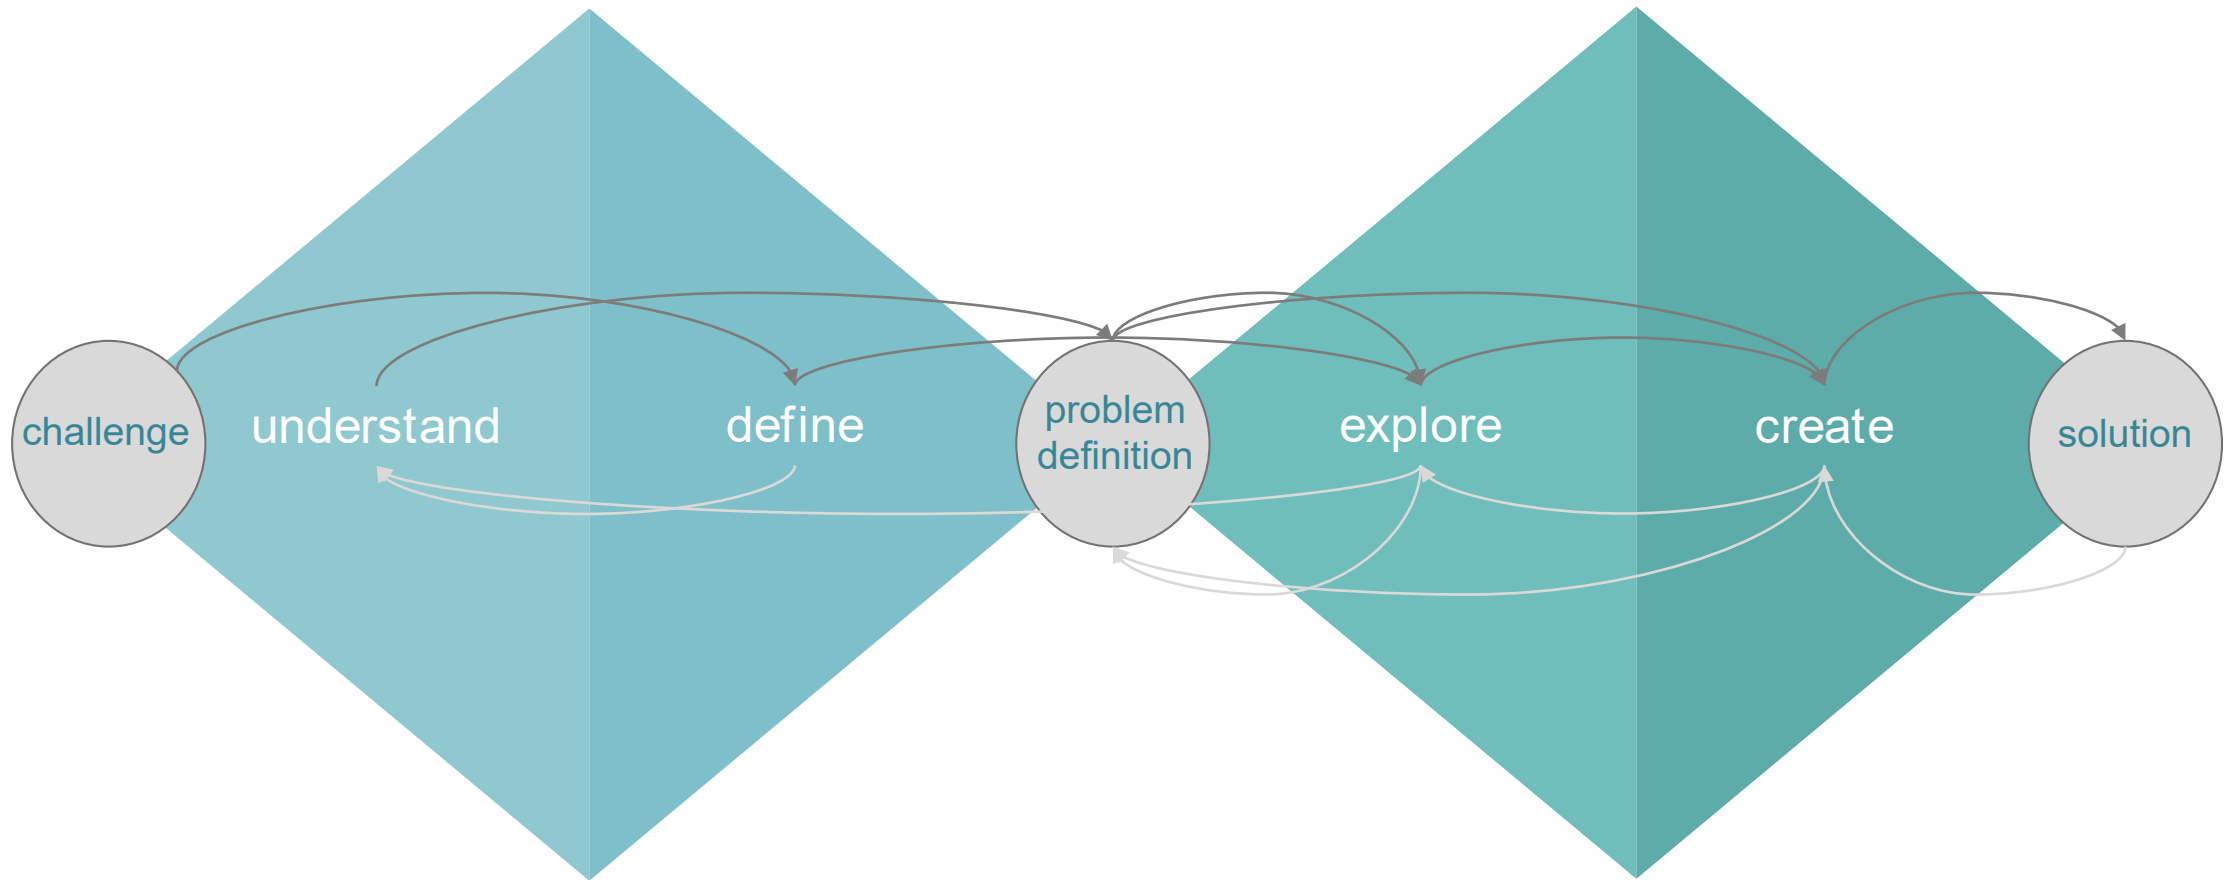 challenge
understand
define
problem
definition
explore
create
solution